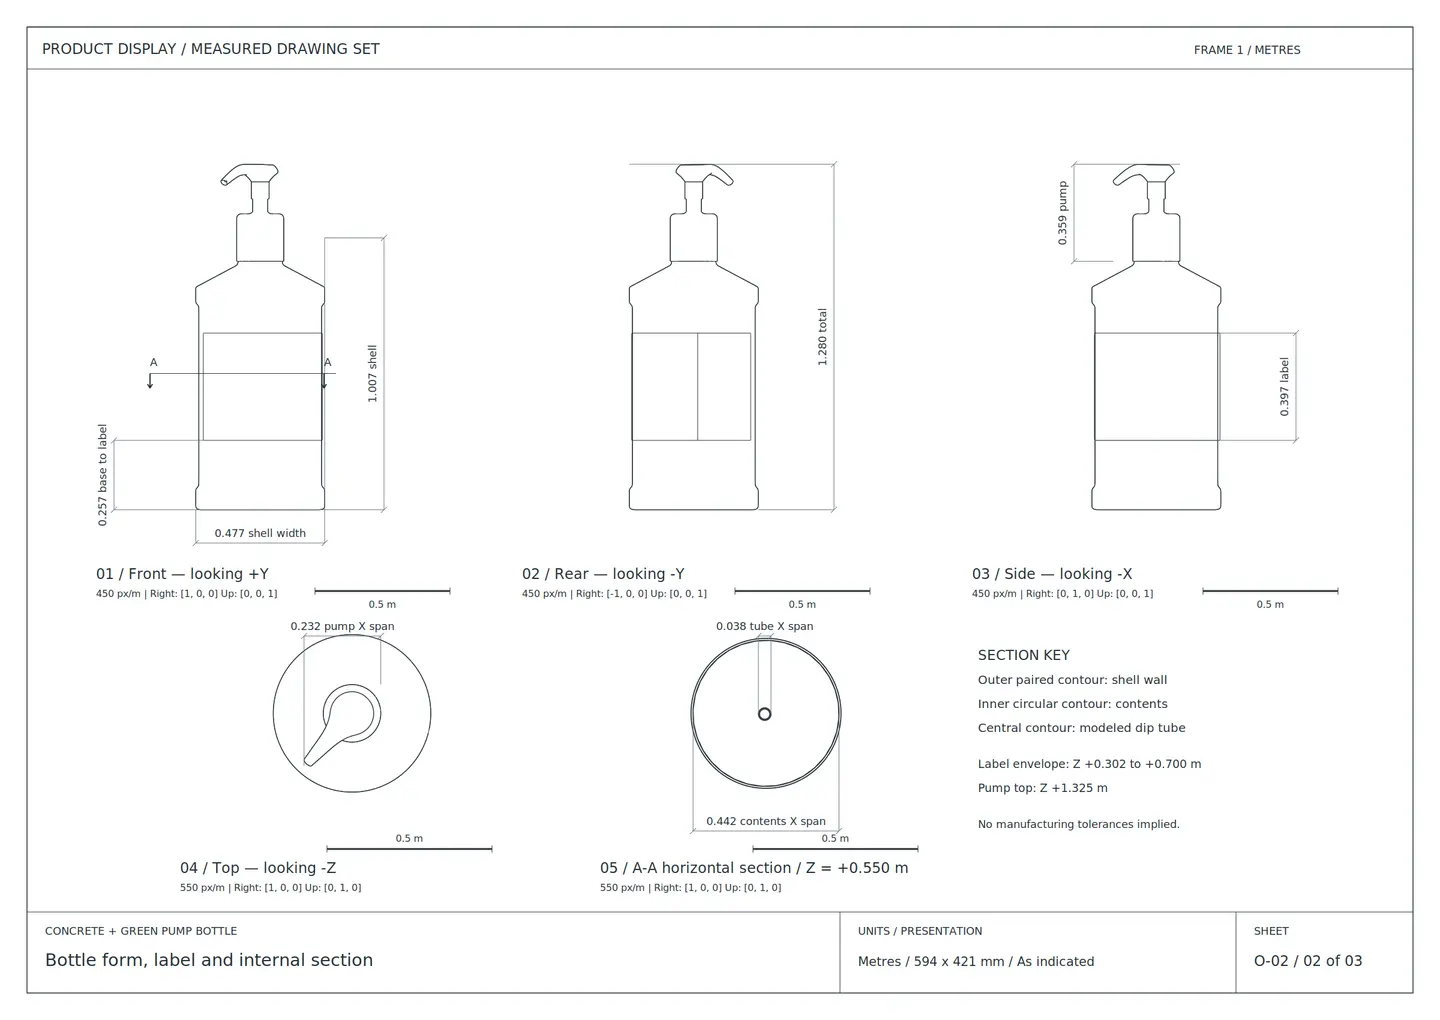 PRODUCT DISPLAY / MEASURED DRAWING SET
FRAME 1 / METRES
0.359 pump
1.280 total
1.007 shell
A
A
0.397 label
0.257 base to label
0.477 shell width
01 / Front — looking +Y
450 px/m | Right: [1, 0, 0] Up: [0, 0, 1]
0.5 m
02 / Rear — looking -Y
450 px/m | Right: [-1, 0, 0] Up: [0, 0, 1]
0.5 m
03 / Side — looking -X
450 px/m | Right: [0, 1, 0] Up: [0, 0, 1]
0.5 m
0.232 pump X span
0.038 tube X span
SECTION KEY
Outer paired contour: shell wall
Inner circular contour: contents
Central contour: modeled dip tube
Label envelope: Z +0.302 to +0.700 m
Pump top: Z +1.325 m
No manufacturing tolerances implied.
0.442 contents X span
0.5 m
04 / Top — looking -Z
550 px/m | Right: [1, 0, 0] Up: [0, 1, 0]
0.5 m
05 / A-A horizontal section / Z = +0.550 m
550 px/m | Right: [1, 0, 0] Up: [0, 1, 0]
CONCRETE + GREEN PUMP BOTTLE
Bottle form, label and internal section
UNITS / PRESENTATION
Metres / 594 x 421 mm / As indicated
SHEET
O-02 / 02 of 03